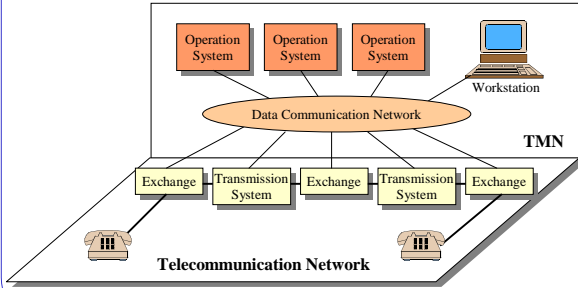 Operation
System
Operation
System
Operation
System
Workstation
Data Communication Network
TMN
Exchange
Transmission
System
Exchange
Transmission
System
Exchange
Telecommunication Network